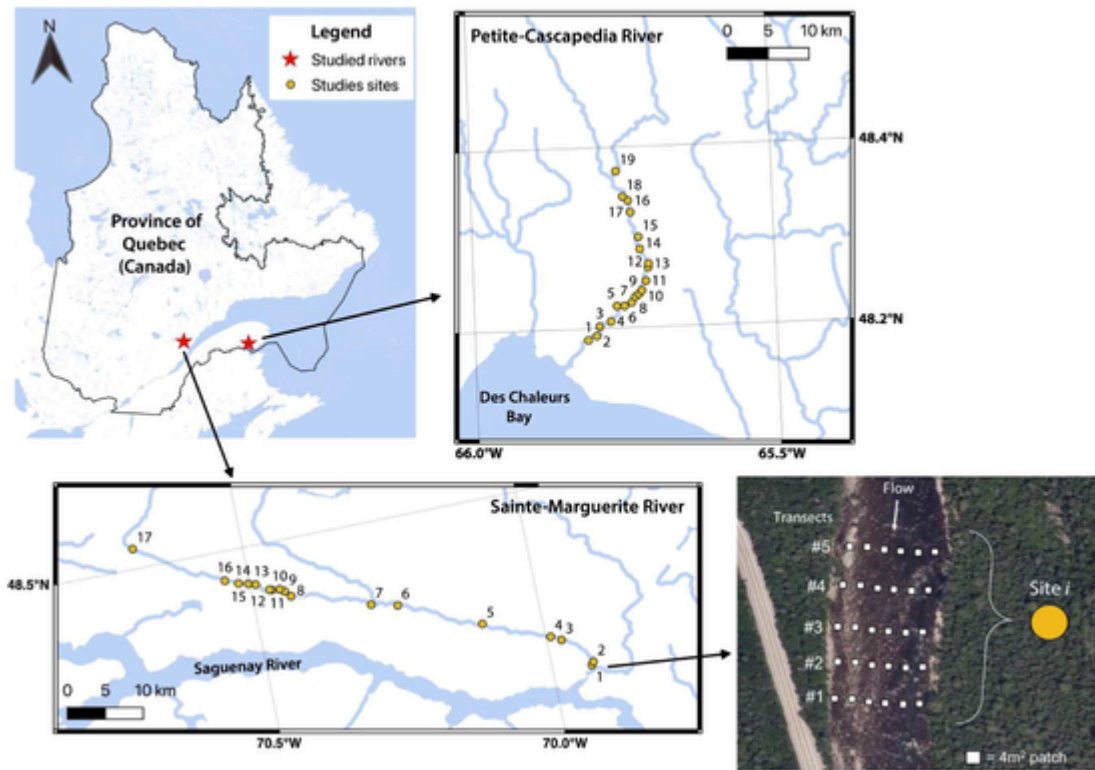 N
Legend
Studied rivers
Studies sites
Province of
Quebec
(Canada)
Petite-Cascapedia River
0 5 10 km
48.4°N
48.2°N
19
18
16
17
15
14
12 13
11
9
5 7 10
8
3 6
4
1
2
Des Chaleurs
Bay
66.0°W 65.5°W
Sainte-Marguerite River
17
48.5°N
16 14 13 10 9
15 12 11 8
7 6
5
4 3
2
1
Saguenay River
0 5 10 km
70.5°W 70.0°W
Flow
Transects
#5
#4
#3
#2
#1
Site i
= 4m² patch